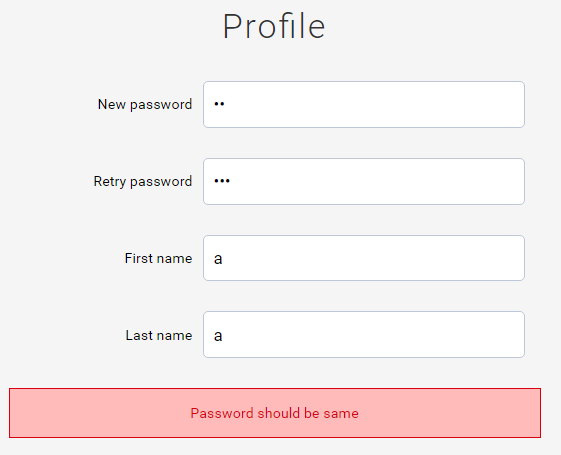 Profile
New password ••
Retry password •••
First name a
Last name a
Password should be same